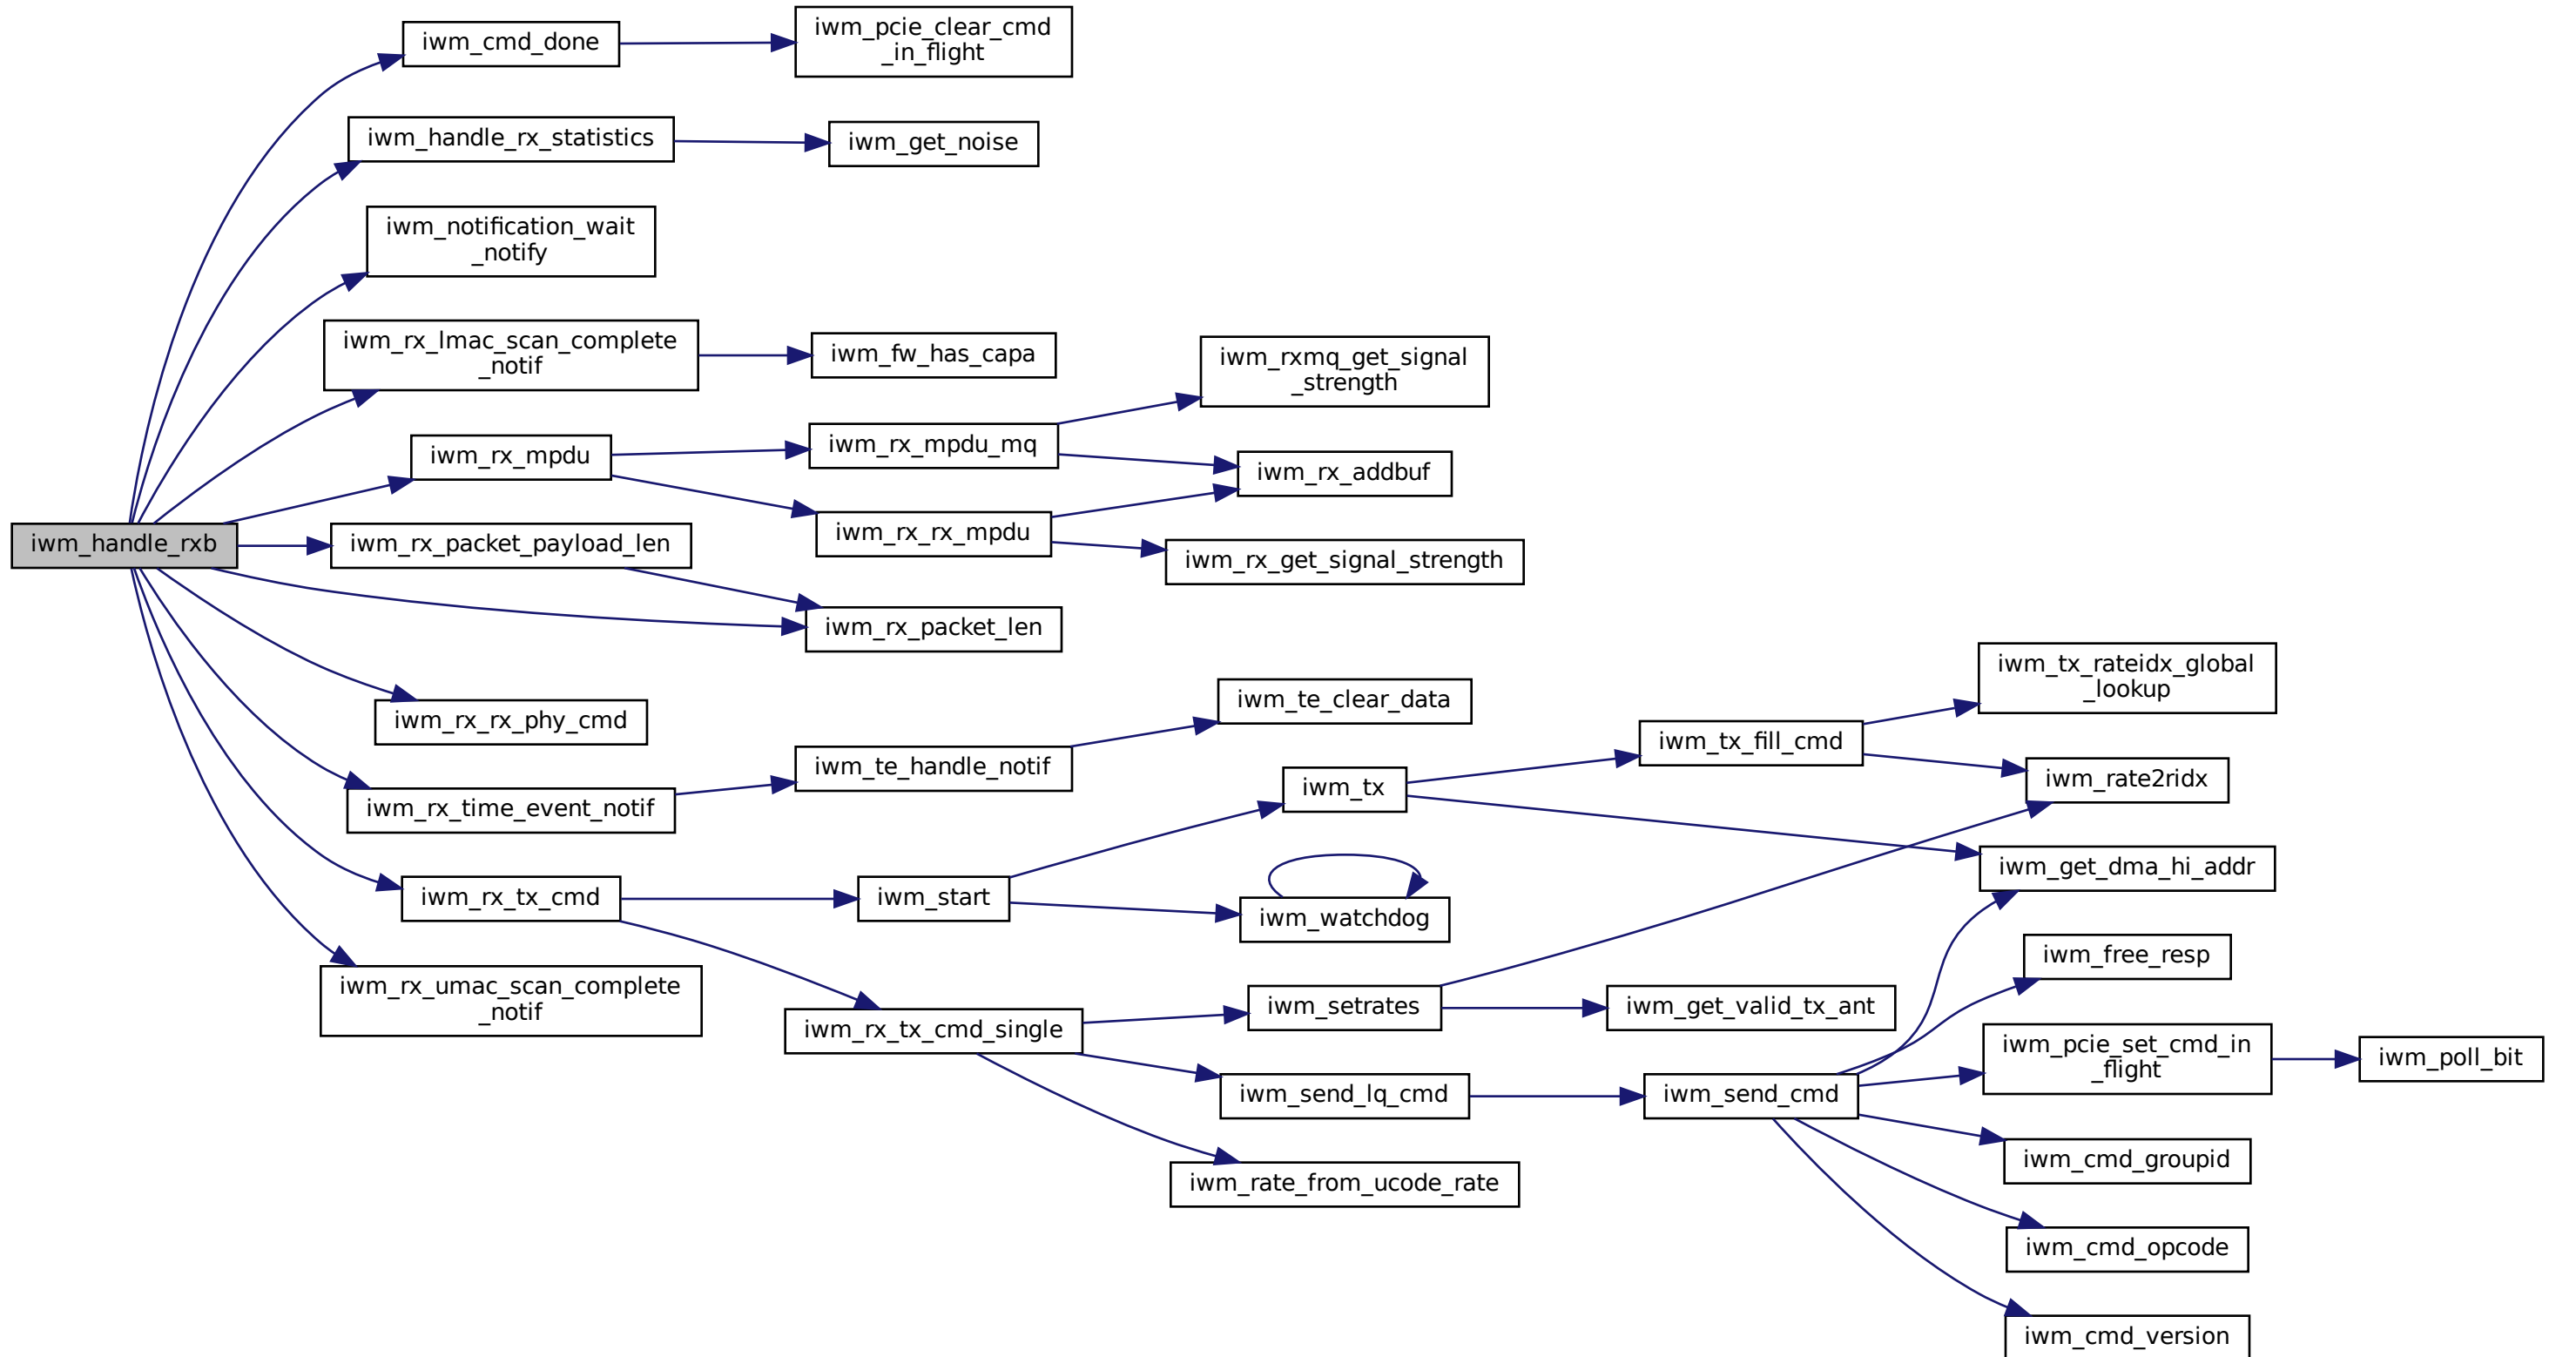 iwm_handle_rxb
iwm_cmd_done
iwm_pcie_clear_cmd
_in_flight
iwm_handle_rx_statistics
iwm_get_noise
iwm_notification_wait
_notify
iwm_rx_lmac_scan_complete
_notif
iwm_fw_has_capa
iwm_rx_mpdu
iwm_rx_mpdu_mq
iwm_rxmq_get_signal
_strength
iwm_rx_addbuf
iwm_rx_rx_mpdu
iwm_rx_get_signal_strength
iwm_rx_packet_payload_len
iwm_rx_packet_len
iwm_rx_rx_phy_cmd
iwm_rx_time_event_notif
iwm_te_handle_notif
iwm_te_clear_data
iwm_rx_tx_cmd
iwm_start
iwm_tx
iwm_tx_fill_cmd
iwm_tx_rateidx_global
_lookup
iwm_rate2ridx
iwm_get_dma_hi_addr
iwm_watchdog
iwm_rx_tx_cmd_single
iwm_setrates
iwm_get_valid_tx_ant
iwm_send_lq_cmd
iwm_send_cmd
iwm_free_resp
iwm_pcie_set_cmd_in
_flight
iwm_poll_bit
iwm_cmd_groupid
iwm_cmd_opcode
iwm_cmd_version
iwm_rate_from_ucode_rate
iwm_rx_umac_scan_complete
_notif